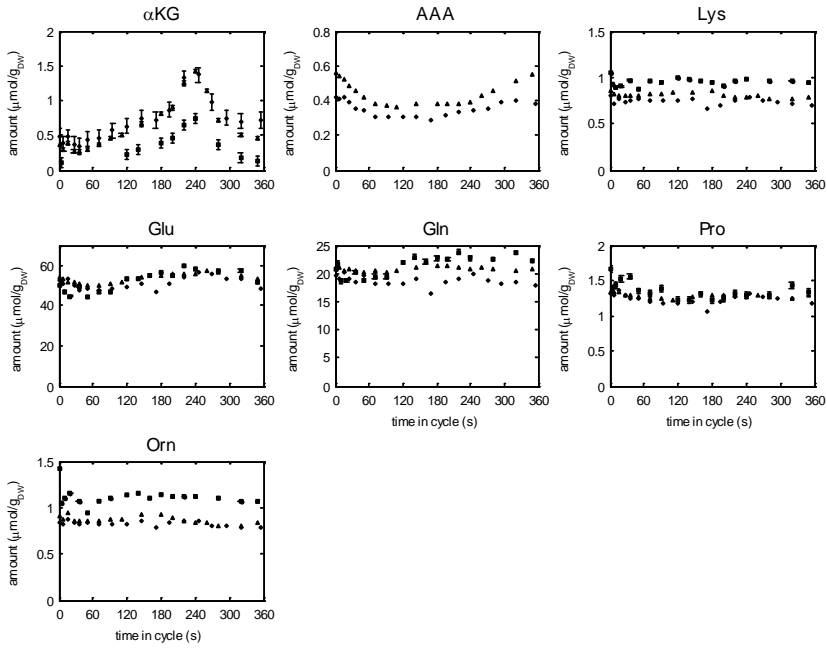 αKG
AAA
Lys
amount (μmol/gDW)
2
1.5
1
0.5
0
0 60 120 180 240 300 360
amount (μmol/gDW)
0.8
0.6
0.4
0.2
0
0 60 120 180 240 300 360
amount (μmol/gDW)
1.5
1
0.5
0
0 60 120 180 240 300 360
Glu
Gln
Pro
amount (μmol/gDW)
60
40
20
0
0 60 120 180 240 300 360
amount (μmol/gDW)
25
20
15
10
5
0
0 60 120 180 240 300 360
time in cycle (s)
amount (μmol/gDW)
2
1.5
1
0.5
0
0 60 120 180 240 300 360
time in cycle (s)
Orn
amount (μmol/gDW)
1.5
1
0.5
0
0 60 120 180 240 300 360
time in cycle (s)